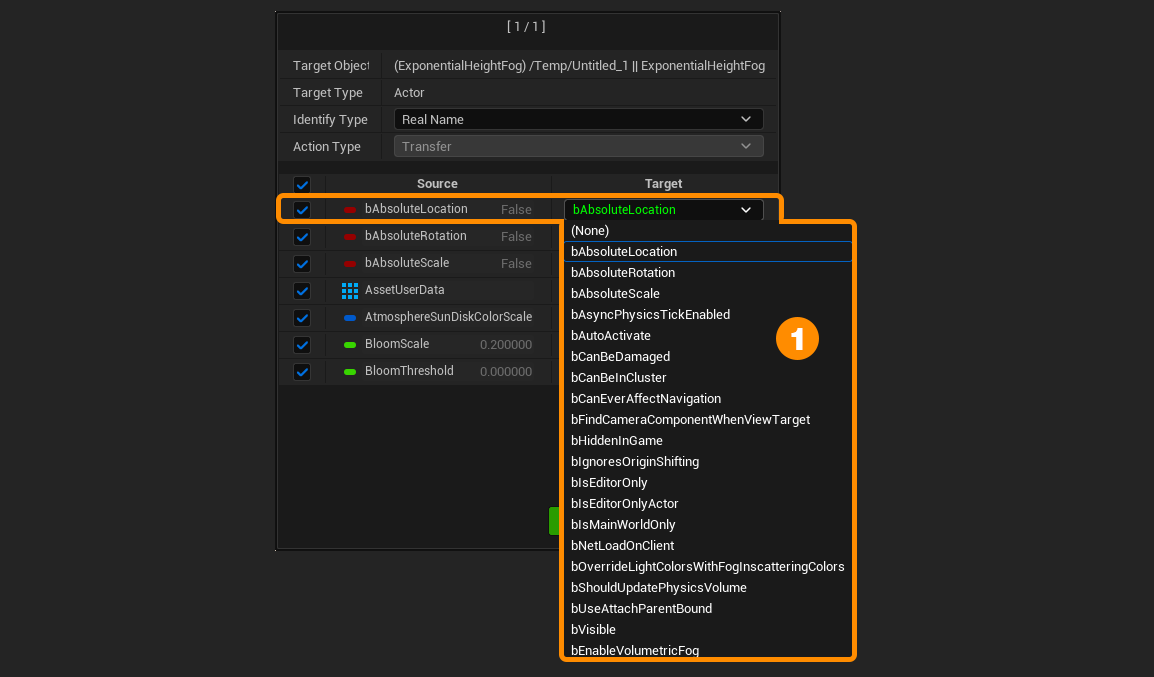 [ 1 / 1 ]
Target Object (ExponentialHeightFog) /Temp/Untitled_1 || ExponentialHeightFog
Target Type Actor
Identify Type Real Name
Action Type Transfer
Source Target
bAbsoluteLocation False bAbsoluteLocation
bAbsoluteRotation False
bAbsoluteScale False
AssetUserData
AtmosphereSunDiskColorScale
BloomScale 0.200000
BloomThreshold 0.000000
(None)
bAbsoluteLocation
bAbsoluteRotation
bAbsoluteScale
bAsyncPhysicsTickEnabled
bAutoActivate
bCanBeDamaged
bCanBeInCluster
bCanEverAffectNavigation
bFindCameraComponentWhenViewTarget
bHiddenInGame
bIgnoresOriginShifting
bIsEditorOnly
bIsEditorOnlyActor
bIsMainWorldOnly
bNetLoadOnClient
bOverrideLightColorsWithFogInscatteringColors
bShouldUpdatePhysicsVolume
bUseAttachParentBound
bVisible
bEnableVolumetricFog
1